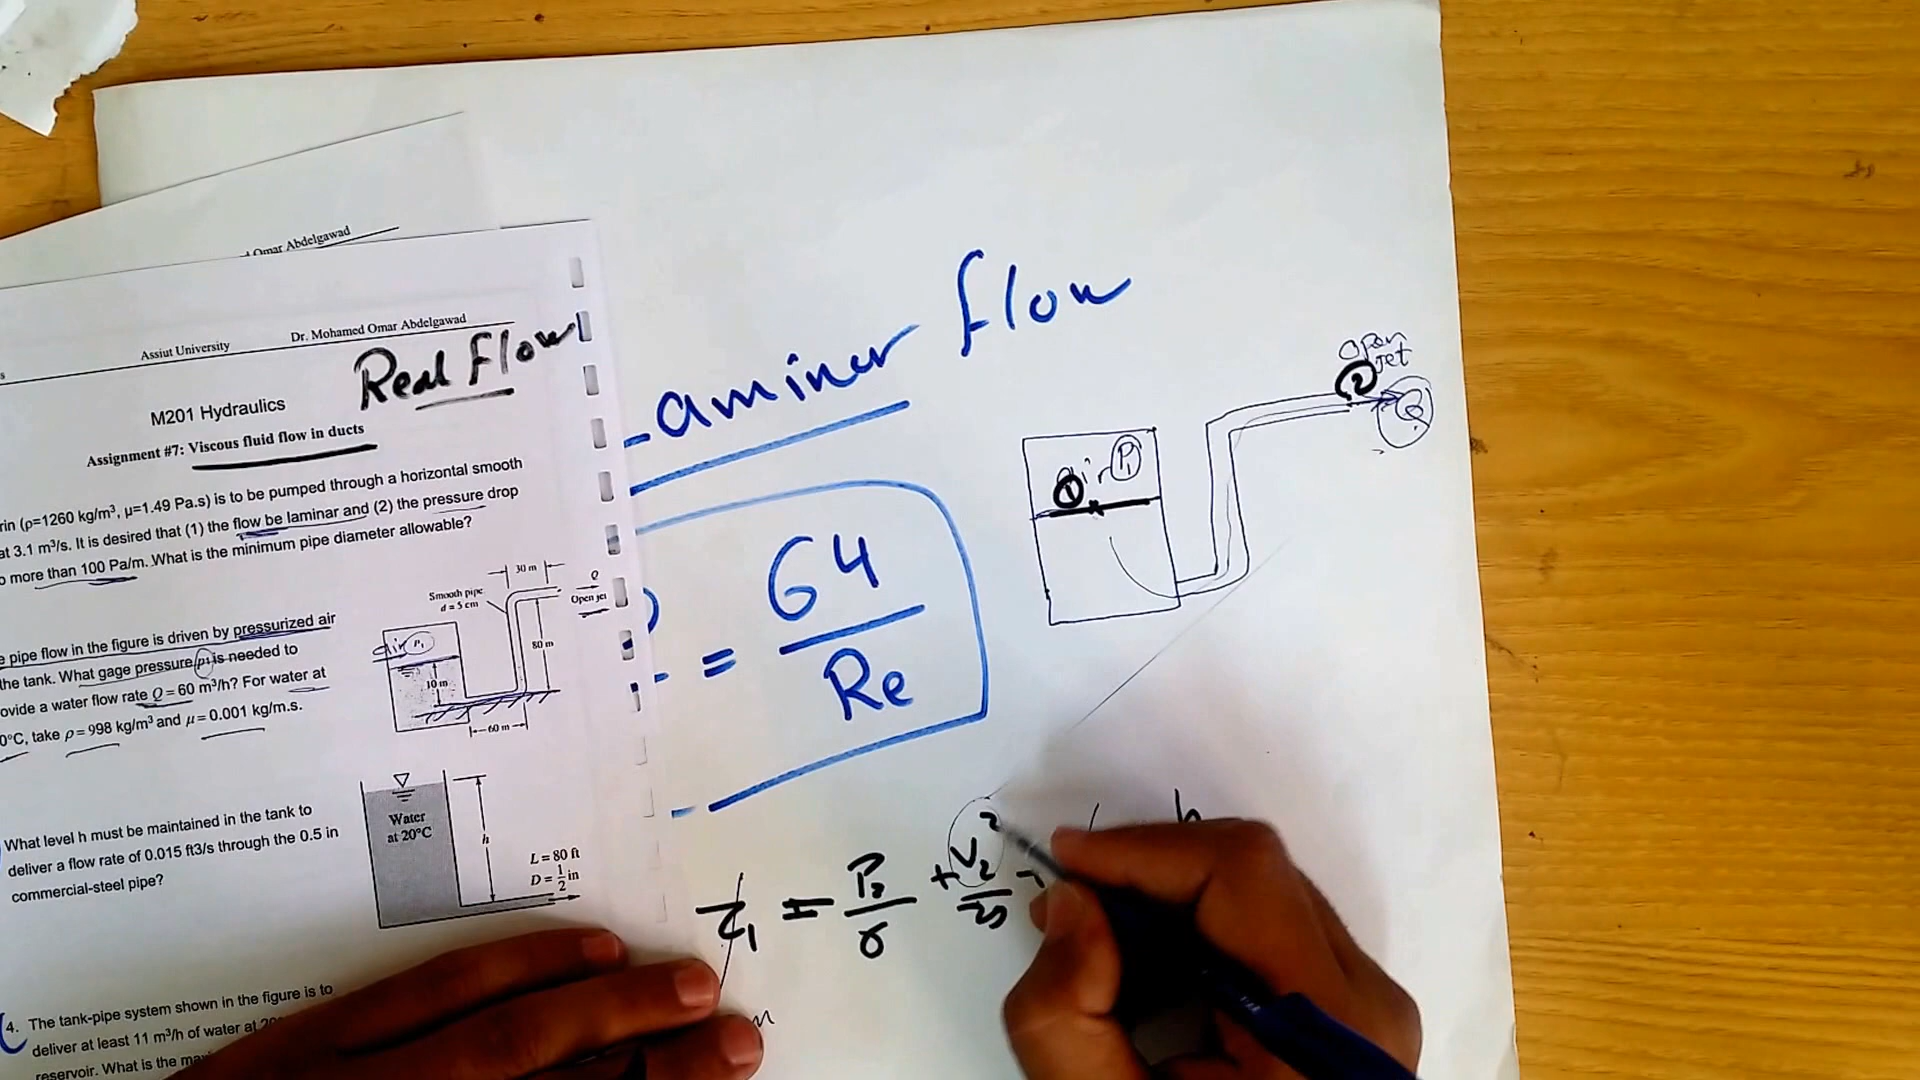 Omar Abdelgawad
Assiut University Dr. Mohamed Omar Abdelgawad
Real Flow
M201 Hydraulics
Assignment #7: Viscous fluid flow in ducts
rin (ρ=1260 kg/m³, μ=1.49 Pa.s) is to be pumped through a horizontal smooth
at 3.1 m³/s. It is desired that (1) the flow be laminar and (2) the pressure drop
more than 100 Pa/m. What is the minimum pipe diameter allowable?
pipe flow in the figure is driven by pressurized air
the tank. What gage pressure p₁ is needed to
ovide a water flow rate Q = 60 m³/h? For water at
0°C, take ρ = 998 kg/m³ and μ = 0.001 kg/m.s.
30 m
Q
Smooth pipe
d = 5 cm
Open jet
air P₁
80 m
10 m
60 m
What level h must be maintained in the tank to
deliver a flow rate of 0.015 ft3/s through the 0.5 in
commercial-steel pipe?
Water
at 20°C
h
L = 80 ft
D = 1/2 in
4. The tank-pipe system shown in the figure is to
deliver at least 11 m³/h of water at 20°
reservoir. What is the
aminer flow
= 64/Re
open
Jet
2
air P₁
1
z₁ = P₂/γ + V₂²/2g +
h